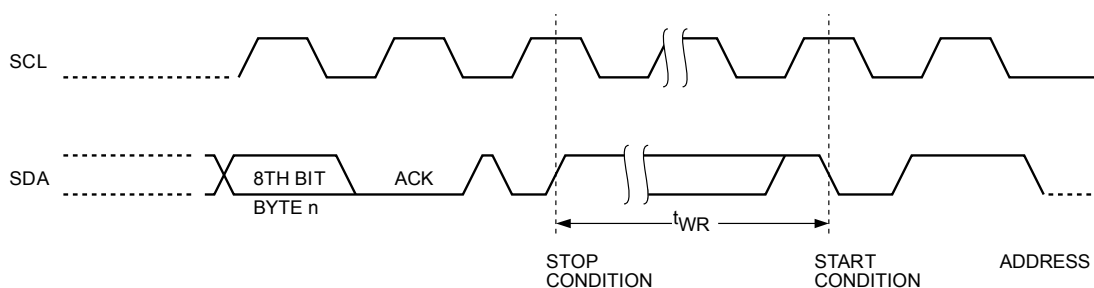 SCL
SDA
8TH BIT
ACK
BYTE n
tWR
STOP
CONDITION
START
CONDITION
ADDRESS